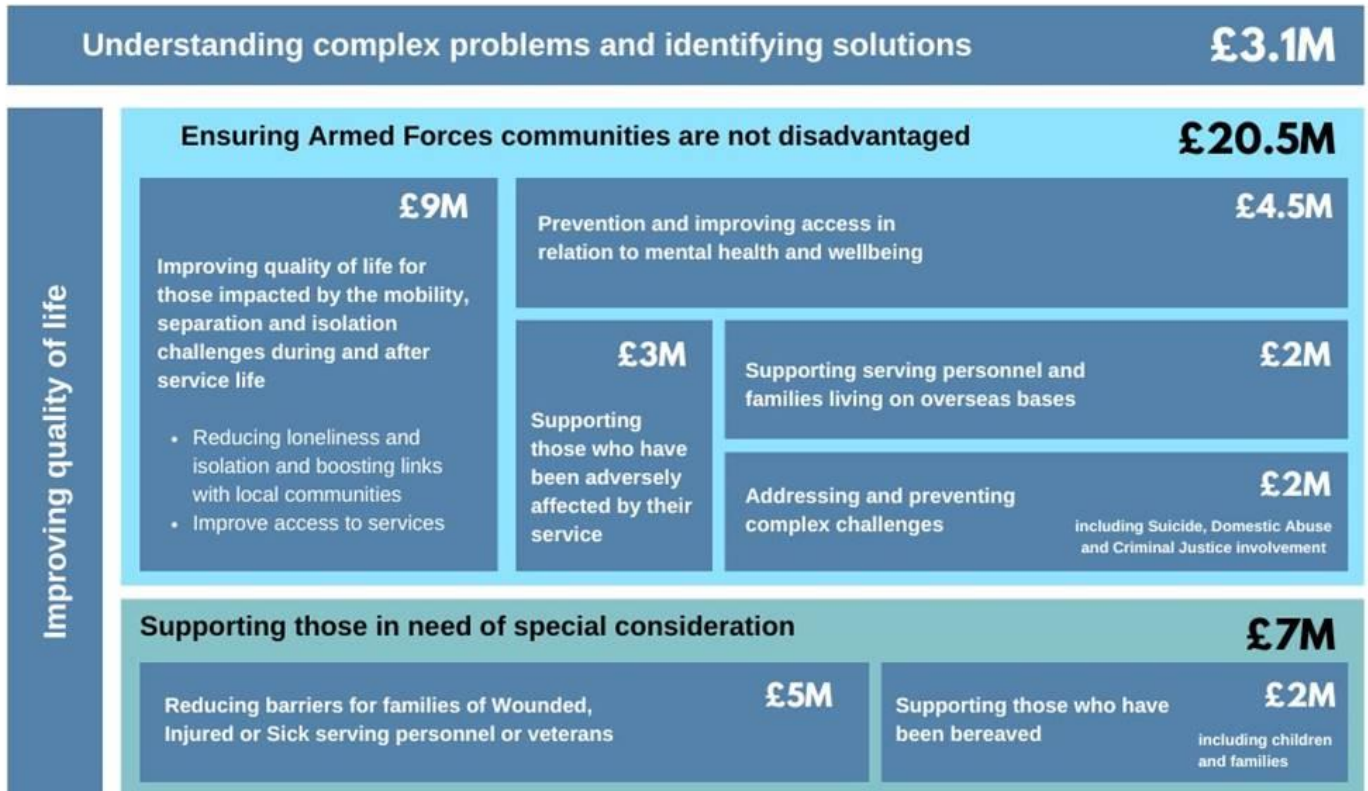 Understanding complex problems and identifying solutions £3.1M
Improving quality of life
Ensuring Armed Forces communities are not disadvantaged £20.5M
£9M
Improving quality of life for
those impacted by the mobility,
separation and isolation
challenges during and after
service life
• Reducing loneliness and
isolation and boosting links
with local communities
• Improve access to services
£4.5M
Prevention and improving access in
relation to mental health and wellbeing
£3M
Supporting
those who have
been adversely
affected by their
service
£2M
Supporting serving personnel and
families living on overseas bases
£2M
Addressing and preventing
complex challenges
including Suicide, Domestic Abuse
and Criminal Justice involvement
Supporting those in need of special consideration £7M
£5M
Reducing barriers for families of Wounded,
Injured or Sick serving personnel or veterans
£2M
Supporting those who have
been bereaved
including children
and families